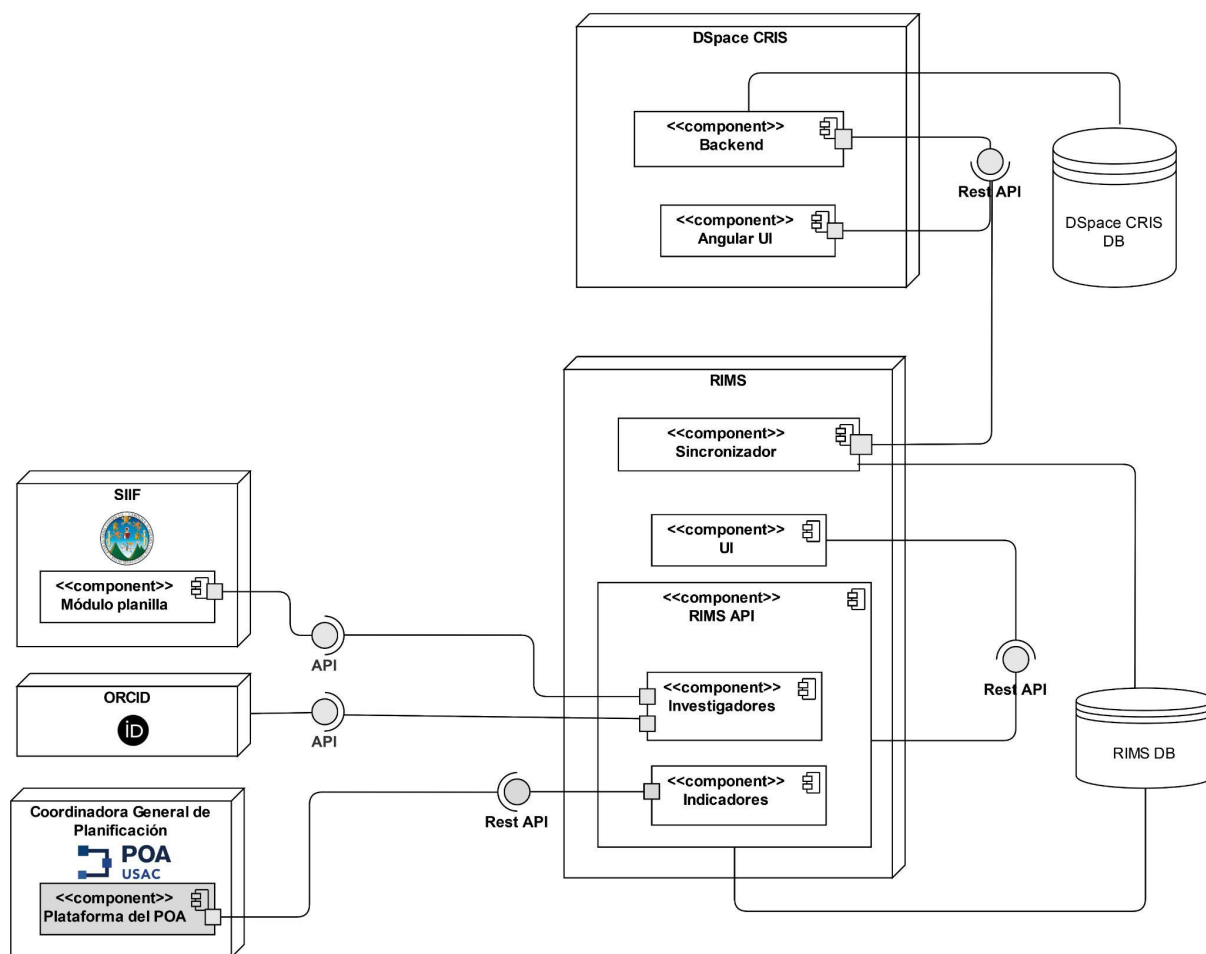 DSpace CRIS
<<component>>
Backend
Rest API
<<component>>
Angular UI
DSpace CRIS
DB
RIMS
<<component>>
Sincronizador
<<component>>
UI
<<component>>
RIMS API
<<component>>
Investigadores
<<component>>
Indicadores
Rest API
RIMS DB
SIIF
<<component>>
Módulo planilla
API
ORCID
iD
API
Coordinadora General de
Planificación
POA
USAC
<<component>>
Plataforma del POA
Rest API